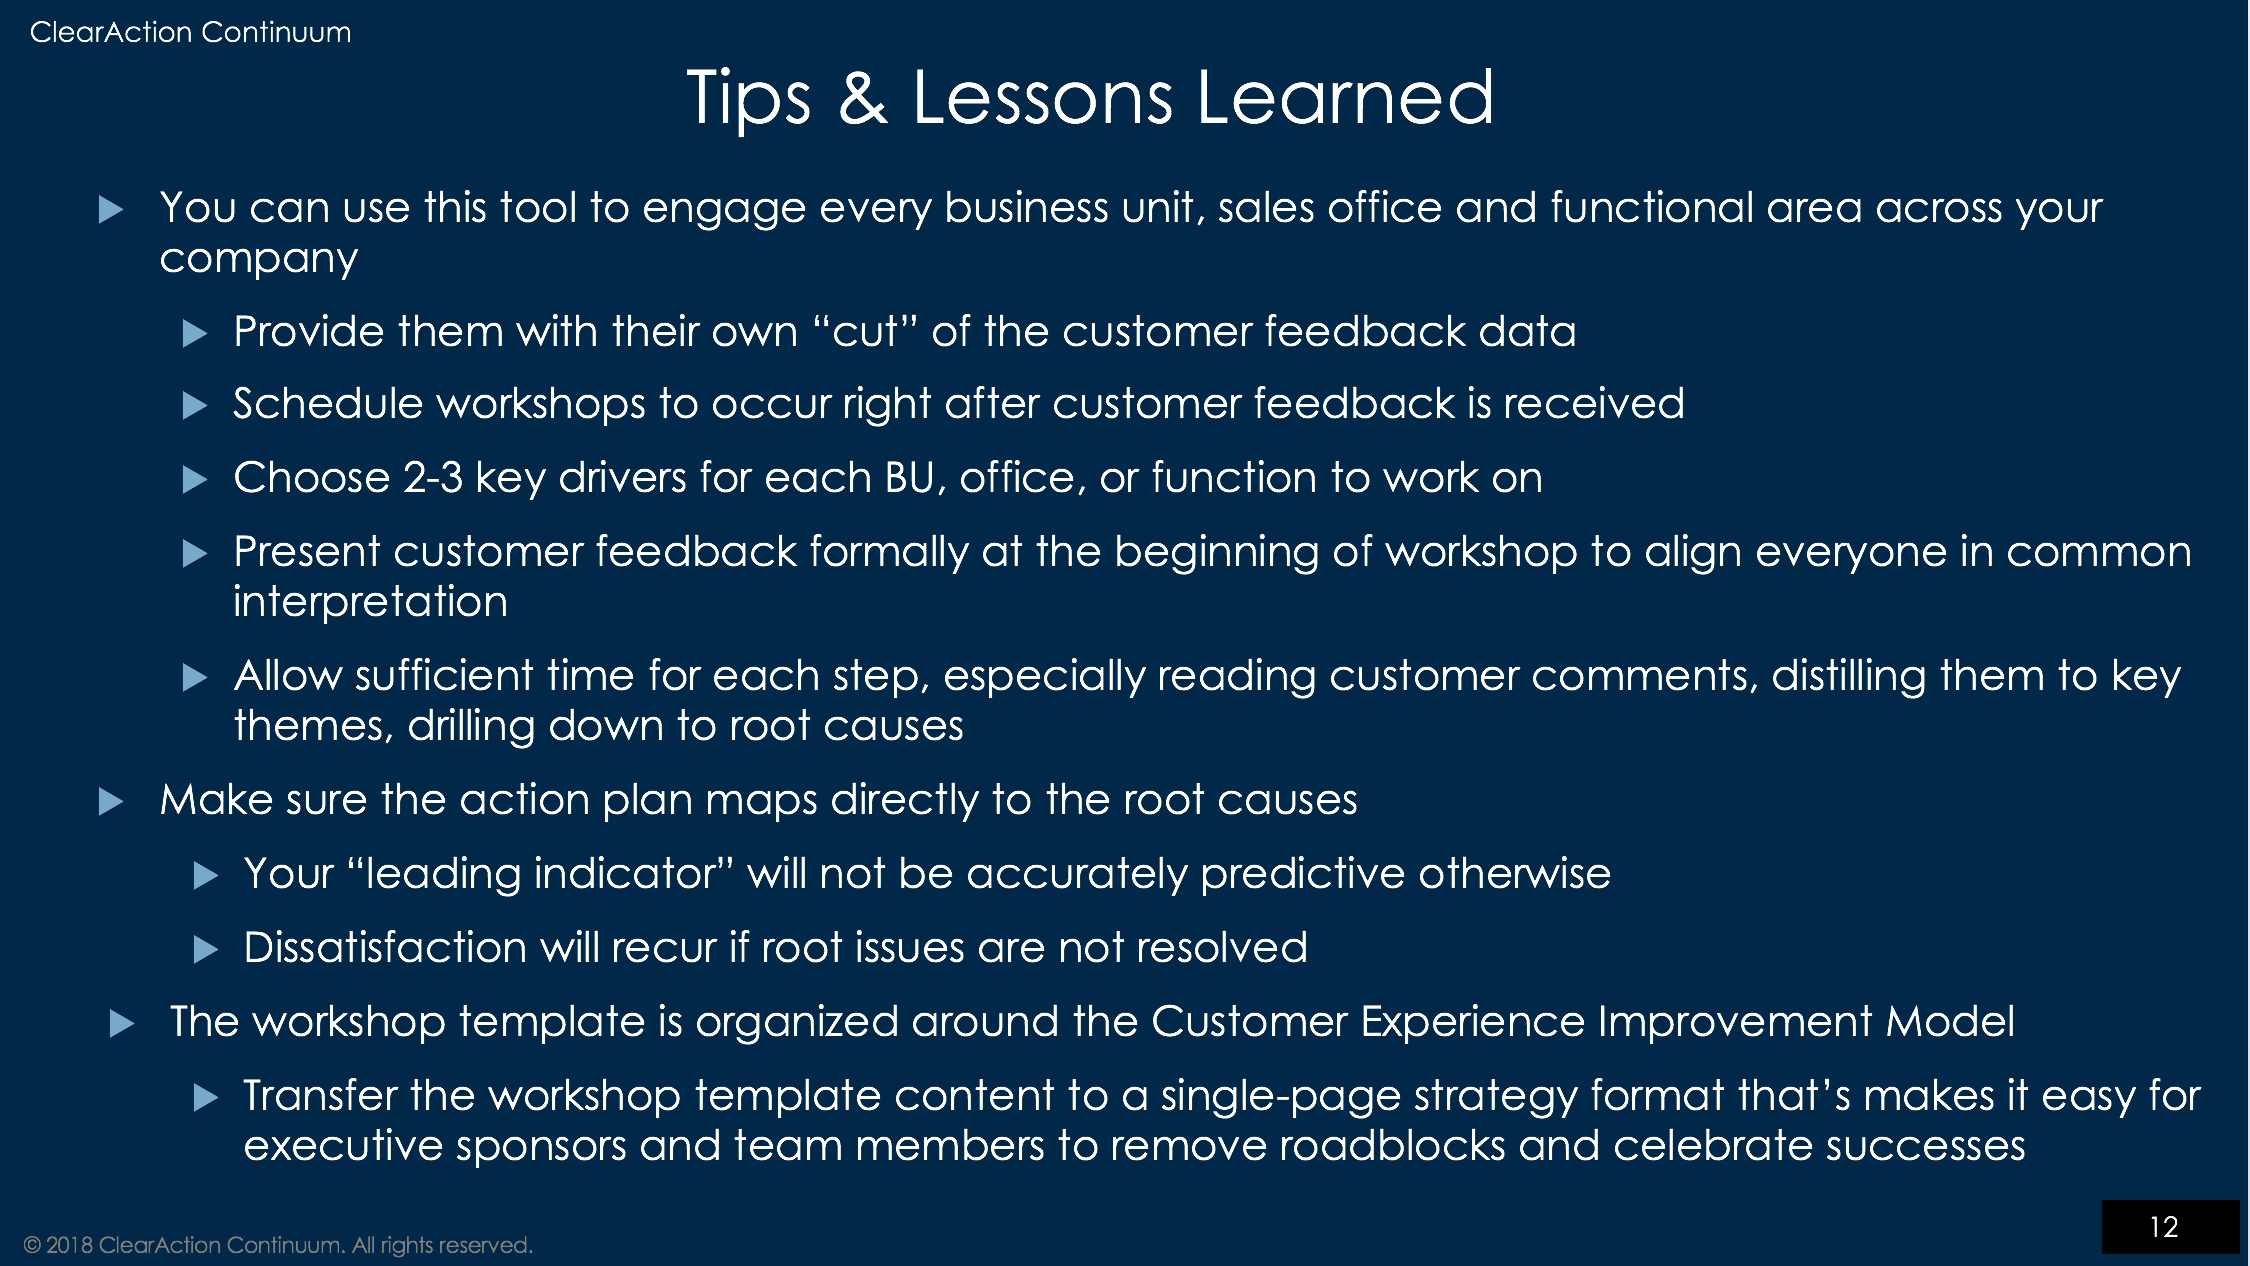 ClearAction Continuum
Tips & Lessons Learned
You can use this tool to engage every business unit, sales office and functional area across your
company
Provide them with their own “cut” of the customer feedback data
Schedule workshops to occur right after customer feedback is received
Choose 2-3 key drivers for each BU, office, or function to work on
Present customer feedback formally at the beginning of workshop to align everyone in common
interpretation
Allow sufficient time for each step, especially reading customer comments, distilling them to key
themes, drilling down to root causes
Make sure the action plan maps directly to the root causes
Your “leading indicator” will not be accurately predictive otherwise
Dissatisfaction will recur if root issues are not resolved
The workshop template is organized around the Customer Experience Improvement Model
Transfer the workshop template content to a single-page strategy format that’s makes it easy for
executive sponsors and team members to remove roadblocks and celebrate successes
© 2018 ClearAction Continuum. All rights reserved.
12